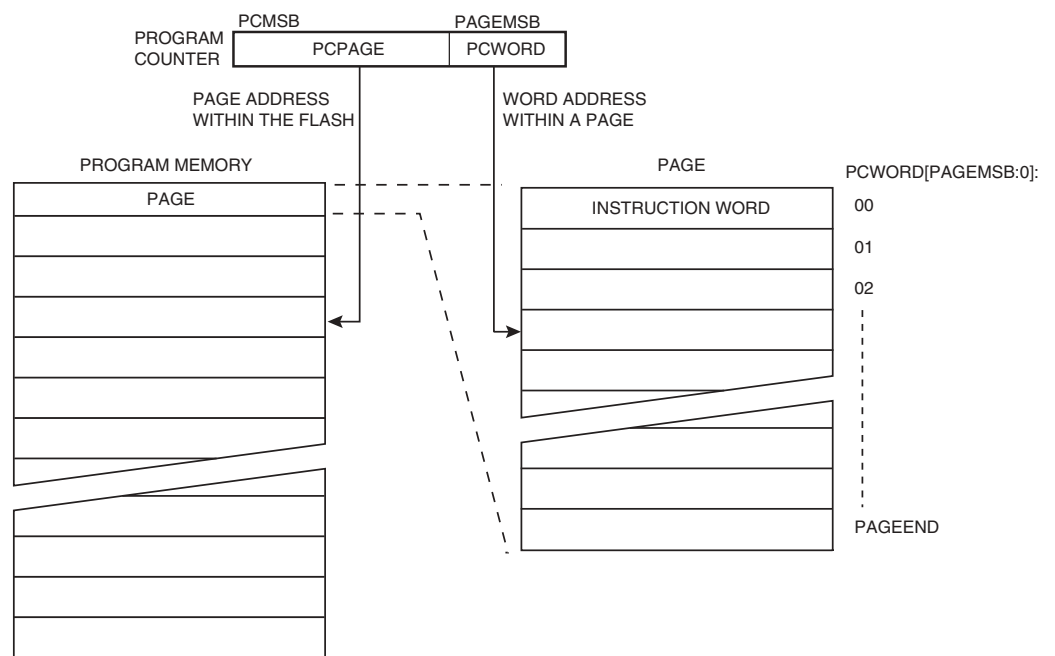 PCMSB PAGEMSB
PROGRAM
COUNTER
PCPAGE PCWORD
PAGE ADDRESS
WITHIN THE FLASH
WORD ADDRESS
WITHIN A PAGE
PROGRAM MEMORY
PAGE
PAGE
PCWORD[PAGEMSB:0]:
INSTRUCTION WORD
00
01
02
PAGEEND